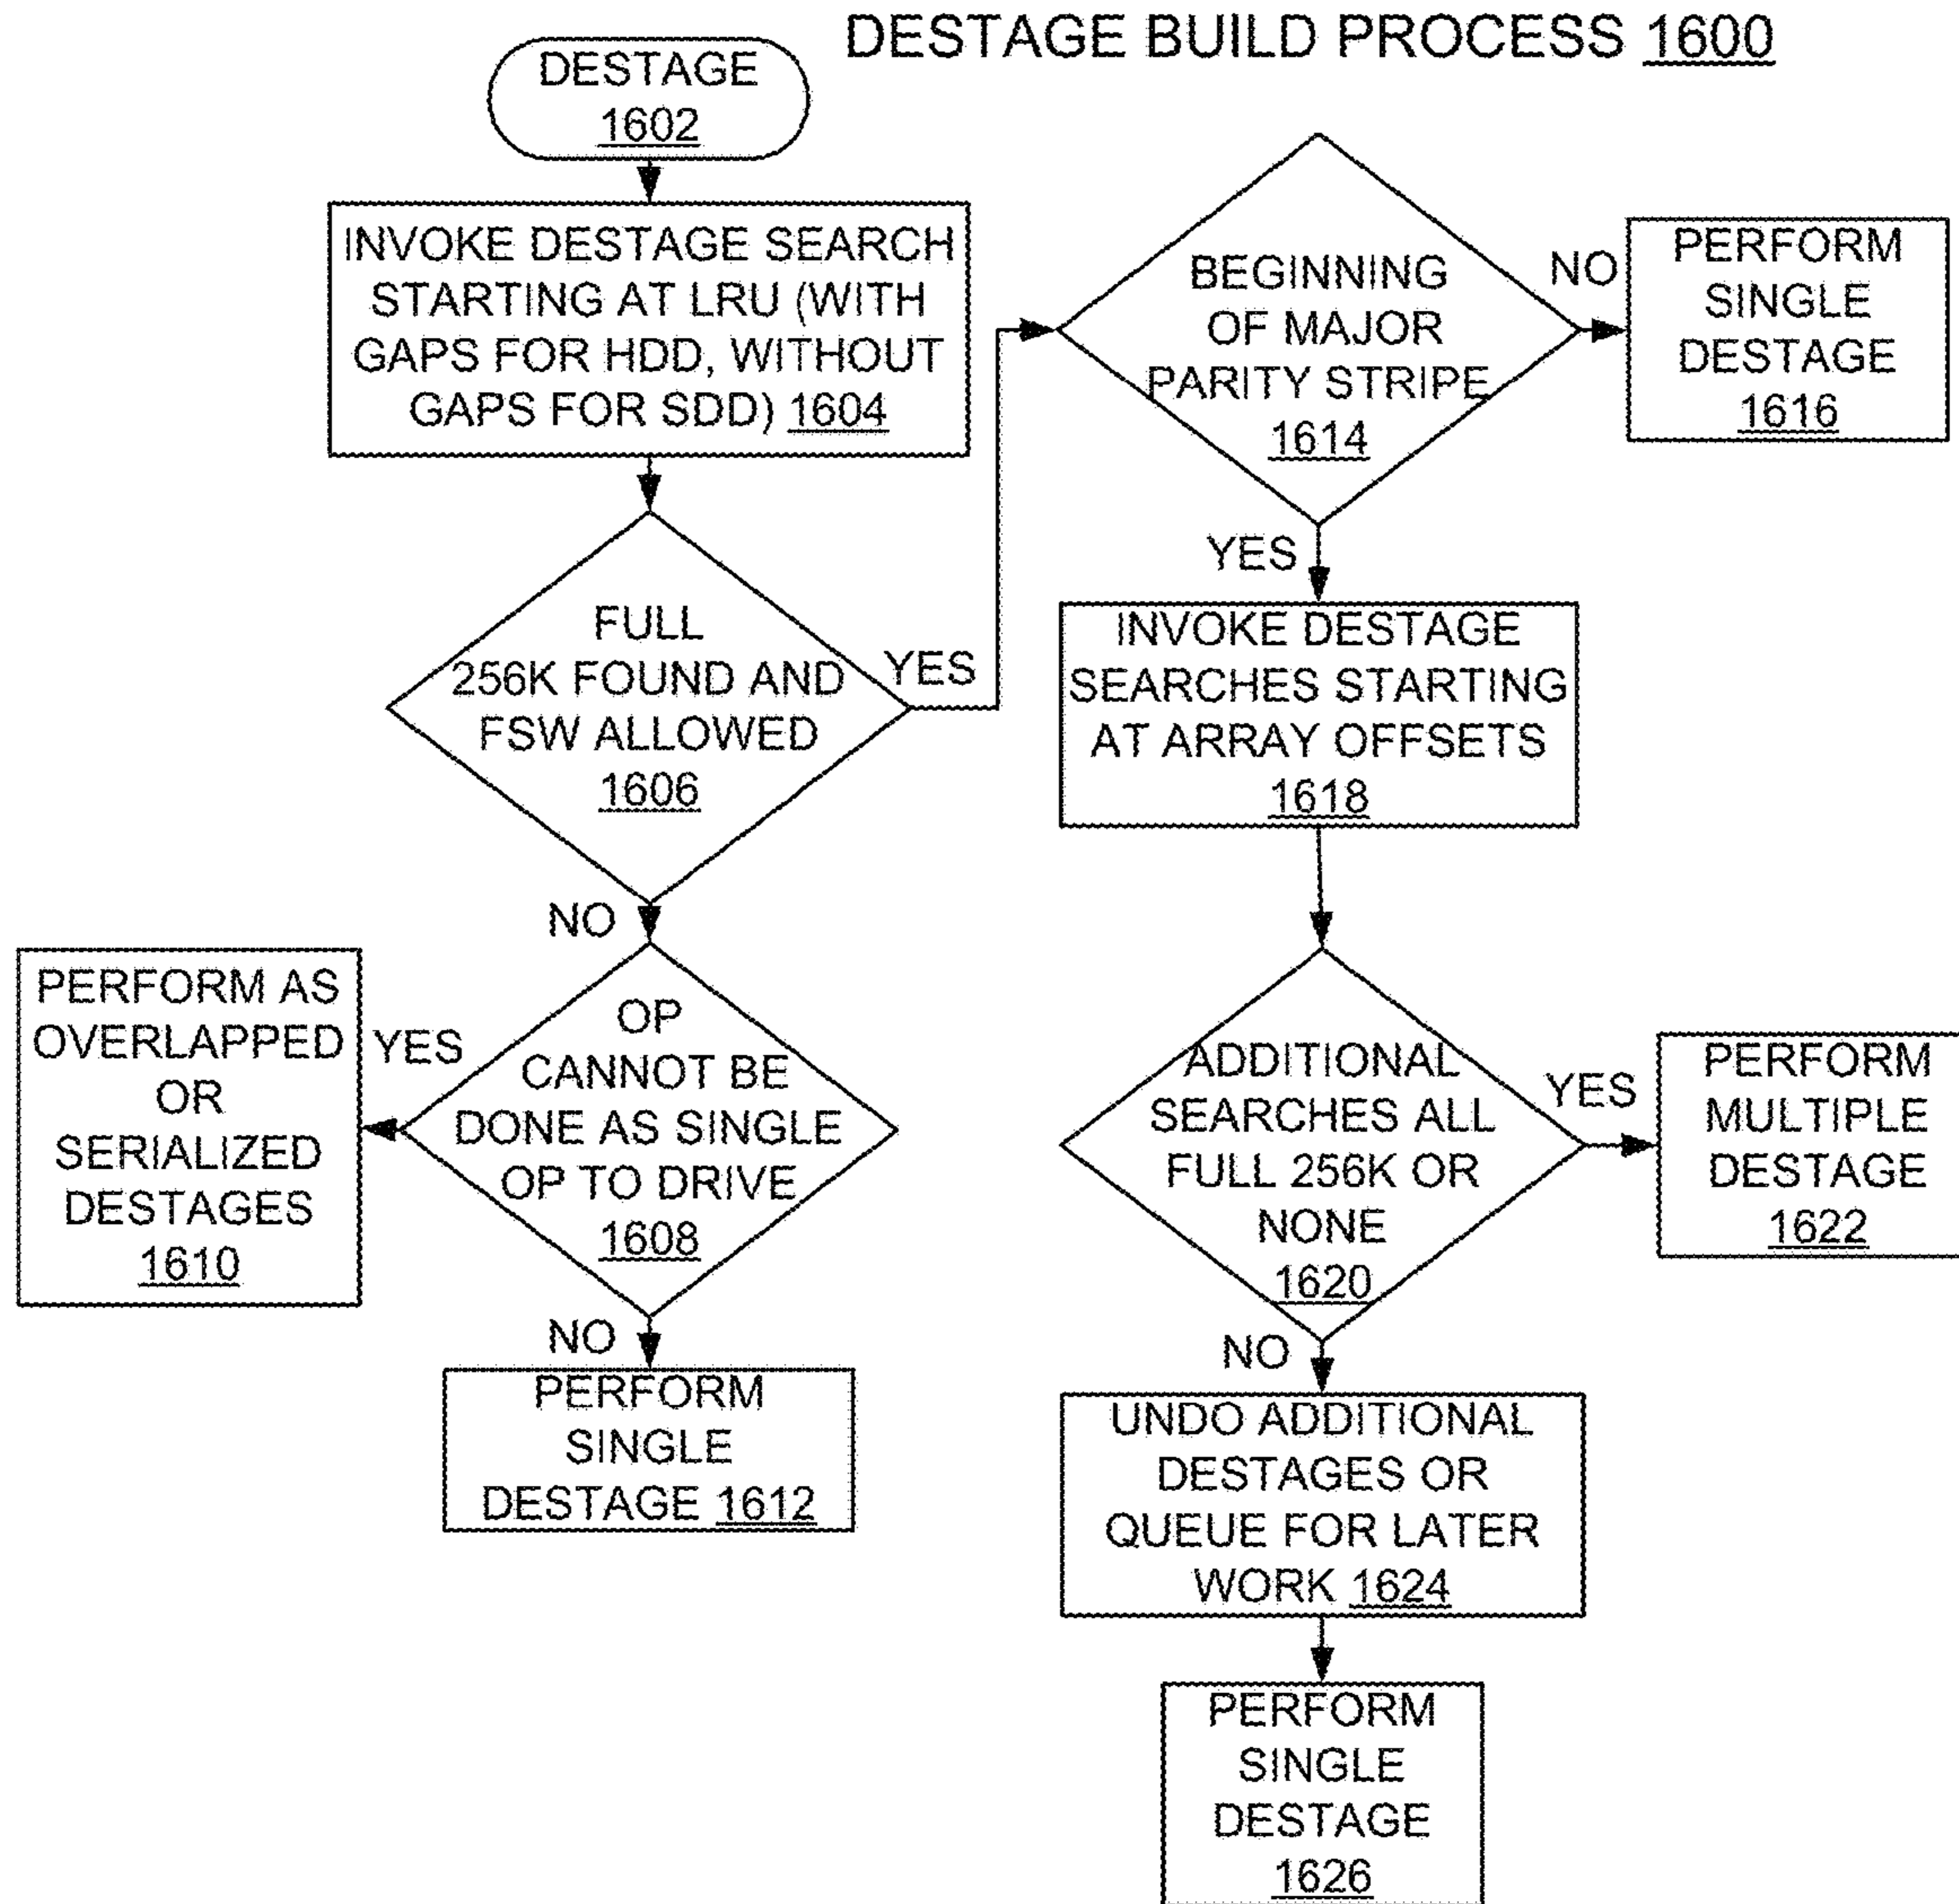 DESTAGE BUILD PROCESS 1600
DESTAGE
1602
INVOKE DESTAGE SEARCH
STARTING AT LRU (WITH
GAPS FOR HDD, WITHOUT
GAPS FOR SDD) 1604
FULL
256K FOUND AND
FSW ALLOWED
1606
YES
NO
OP
CANNOT BE
DONE AS SINGLE
OP TO DRIVE
1608
YES
PERFORM AS
OVERLAPPED
OR
SERIALIZED
DESTAGES
1610
NO
PERFORM
SINGLE
DESTAGE 1612
BEGINNING
OF MAJOR
PARITY STRIPE
1614
NO
PERFORM
SINGLE
DESTAGE
1616
YES
INVOKE DESTAGE
SEARCHES STARTING
AT ARRAY OFFSETS
1618
ADDITIONAL
SEARCHES ALL
FULL 256K OR
NONE
1620
YES
PERFORM
MULTIPLE
DESTAGE
1622
NO
UNDO ADDITIONAL
DESTAGES OR
QUEUE FOR LATER
WORK 1624
PERFORM
SINGLE
DESTAGE
1626